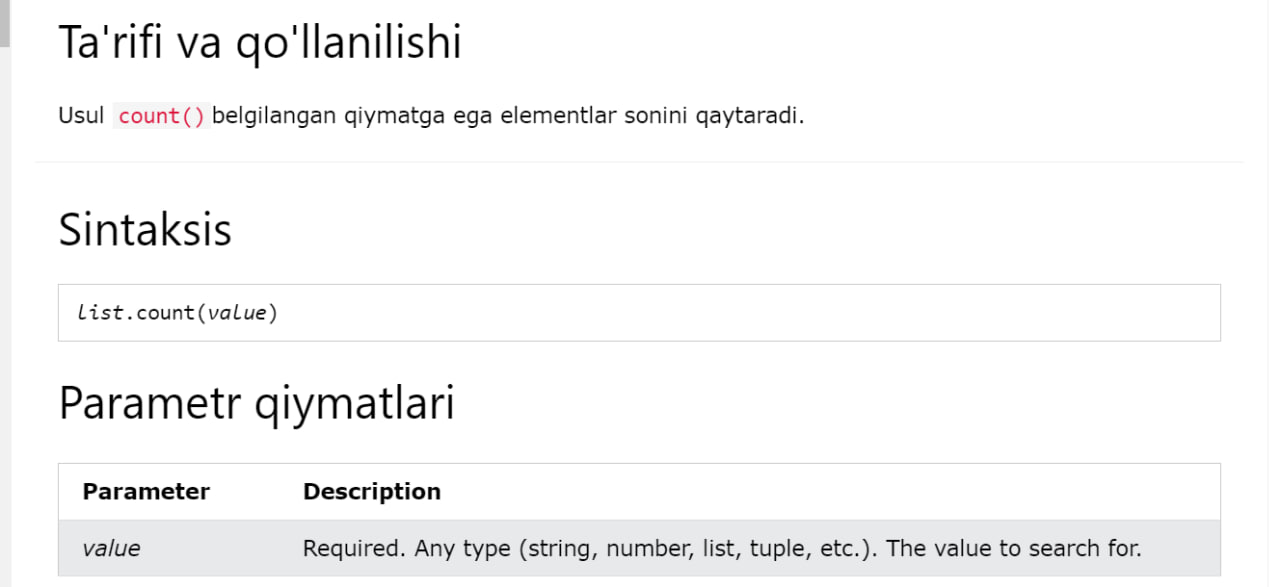 Ta'rifi va qo'llanilishi
Usul count() belgilangan qiymatga ega elementlar sonini qaytaradi.
Sintaksis
list.count(value)
Parametr qiymatlari
Parameter Description
value Required. Any type (string, number, list, tuple, etc.). The value to search for.